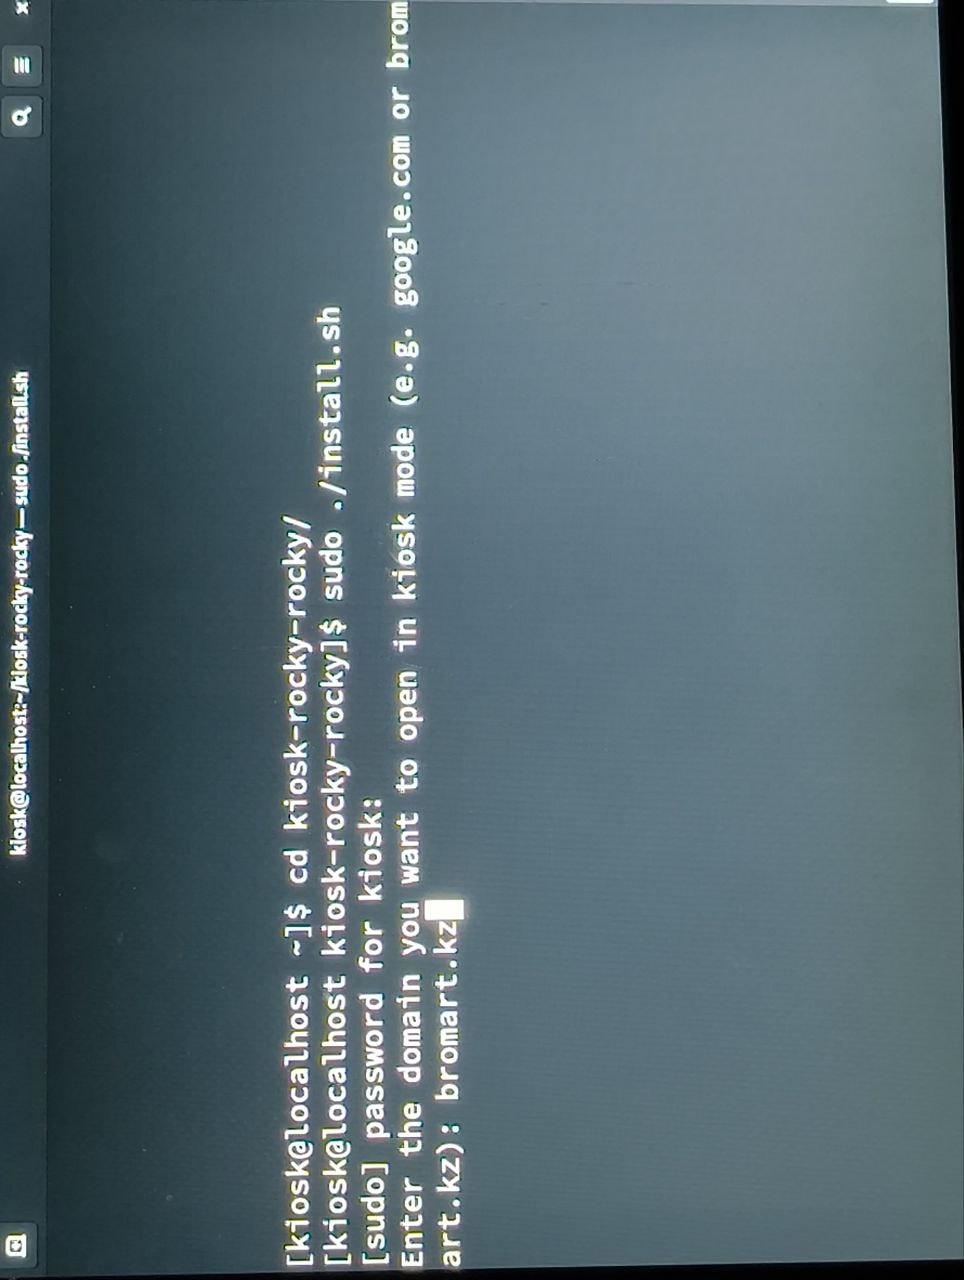 kiosk@localhost:~/kiosk-rocky-rocky — sudo ./install.sh
[kiosk@localhost ~]$ cd kiosk-rocky-rocky/
[kiosk@localhost kiosk-rocky-rocky]$ sudo ./install.sh
[sudo] password for kiosk:
Enter the domain you want to open in kiosk mode (e.g. google.com or brom
art.kz): bromart.kz